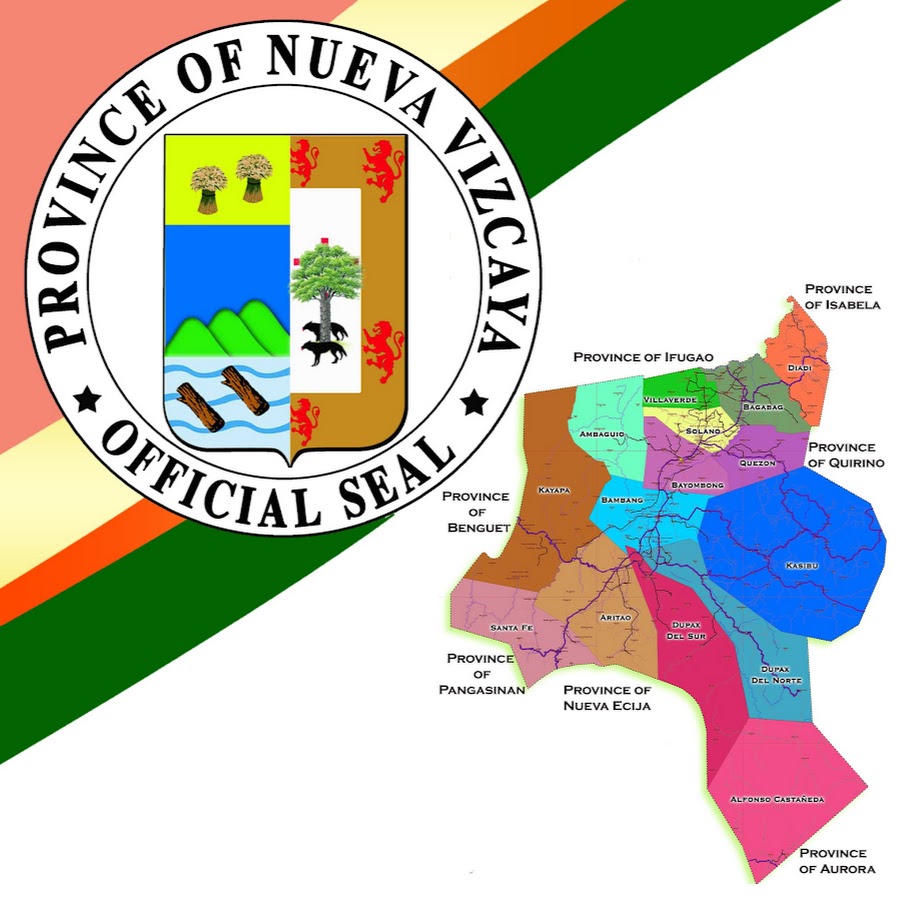 PROVINCE OF NUEVA VIZCAYA
OFFICIAL SEAL
PROVINCE
OF ISABELA
PROVINCE OF IFUGAO
DIADI
VILLAVERDE
BAGABAG
SOLANO
AMBAGUIO
QUEZON
PROVINCE
OF QUIRINO
BAYOMBONG
KAYAPA
BAMBANG
PROVINCE
OF
BENGUET
KASIBU
SANTA FE
ARITAO
DUPAX
DEL SUR
PROVINCE
OF
PANGASINAN
DUPAX
DEL NORTE
PROVINCE OF
NUEVA ECIJA
ALFONSO CASTAÑEDA
PROVINCE
OF AURORA